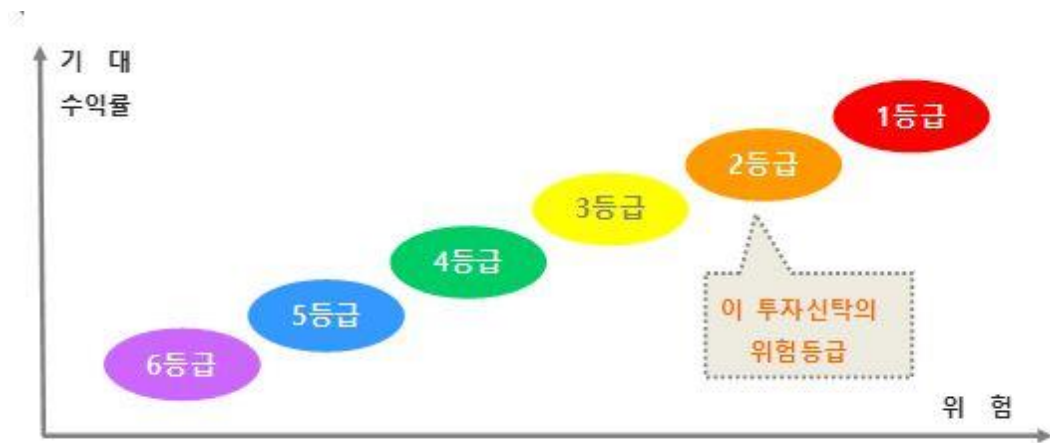 기 대
수익률
1등급
2등급
3등급
4등급
5등급
6등급
이 투자신탁의
위험등급
위 험